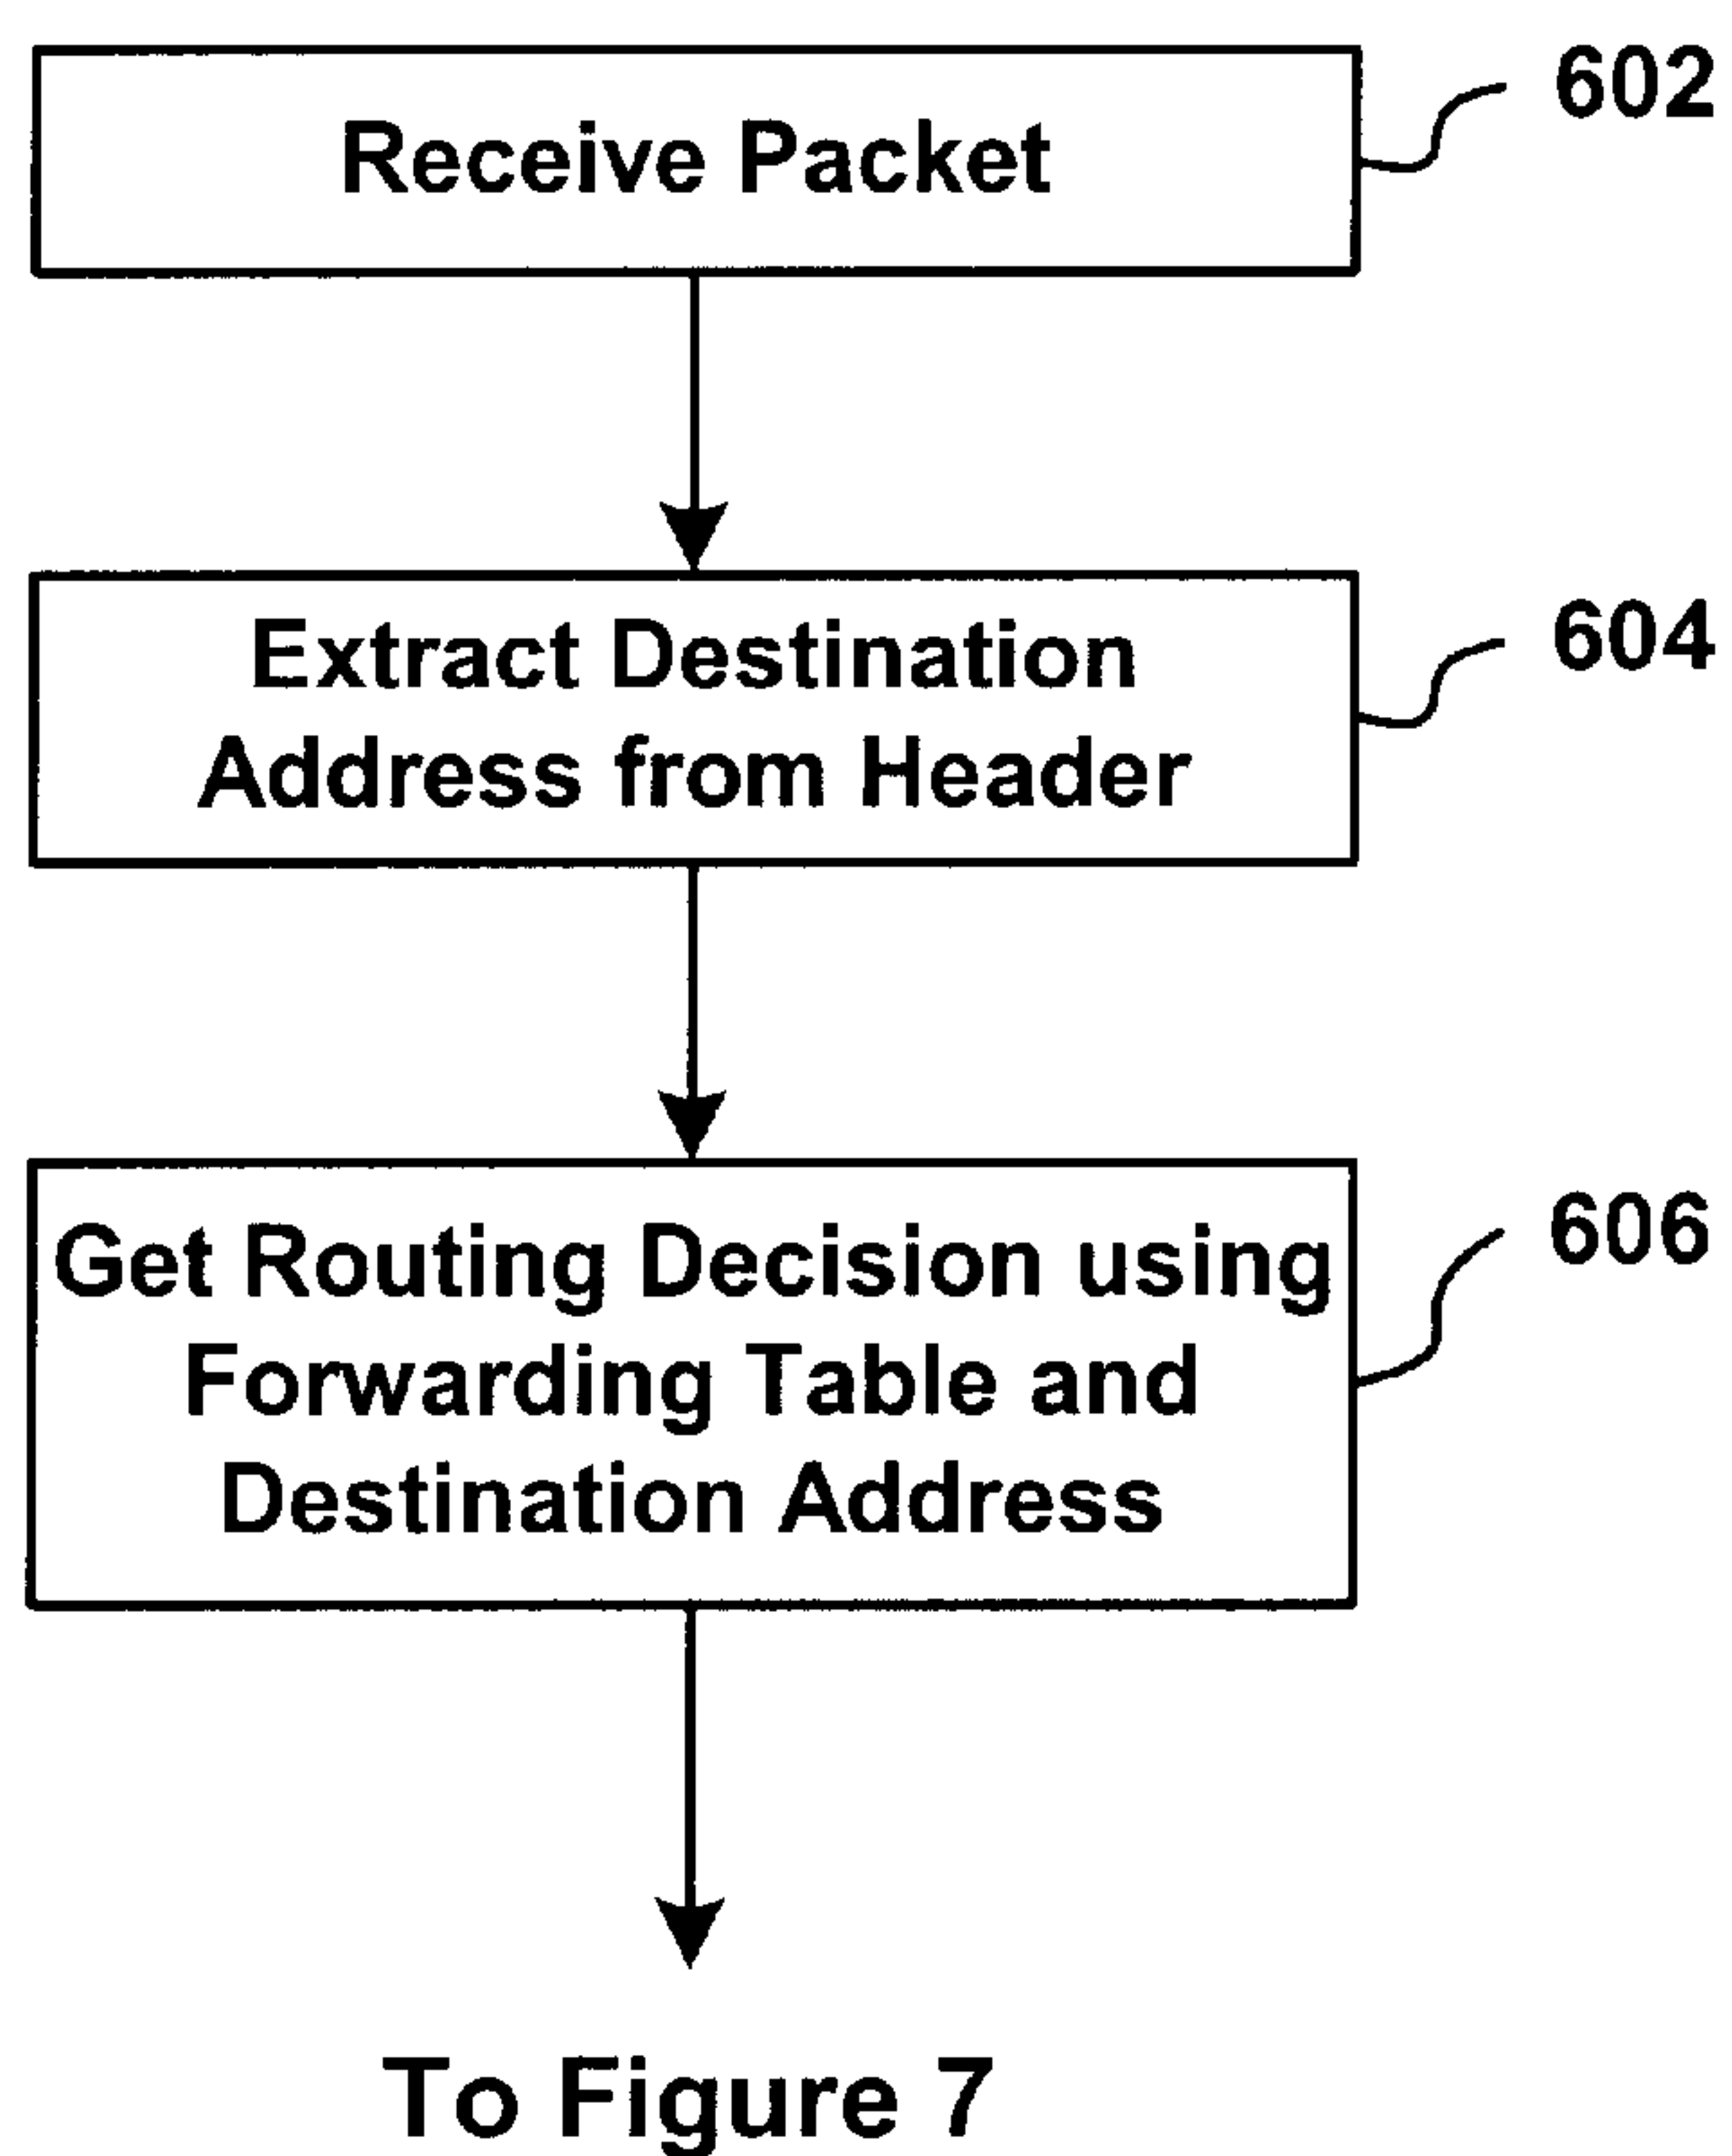 Receive Packet
602
Extract Destination
Address from Header
604
Get Routing Decision using
Forwarding Table and
Destination Address
606
To Figure 7